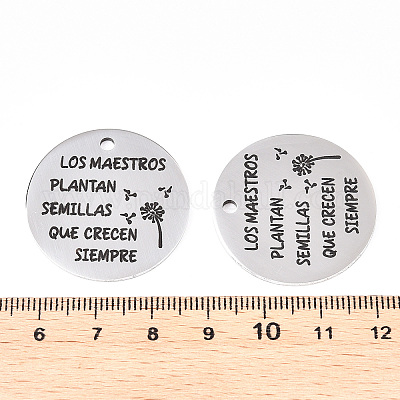 LOS MAESTROS
PLANTAN
SEMILLAS
QUE CRECEN
SIEMPRE
LOS MAESTROS
PLANTAN
SEMILLAS
QUE CRECEN
SIEMPRE
6 7 8 9 10 11 12